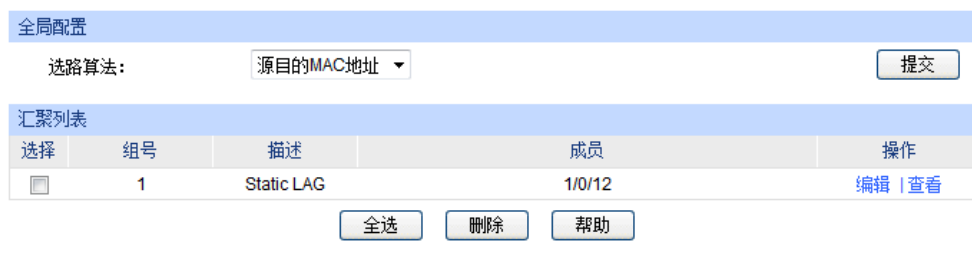 全局配置
选路算法： 源目的MAC地址 提交
汇聚列表
选择 组号 描述 成员 操作
1 Static LAG 1/0/12 编辑 | 查看
全选 删除 帮助